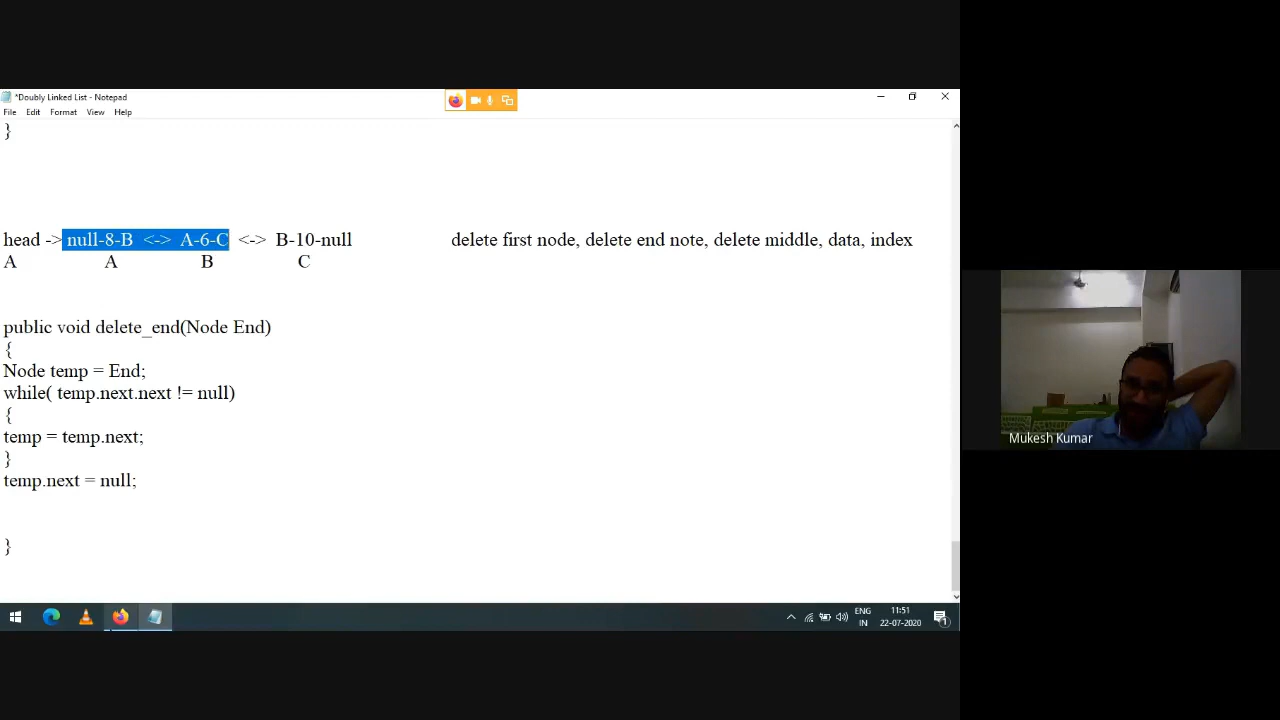 *Doubly Linked List - Notepad
File Edit Format View Help
}
head -> null-8-B <-> A-6-C <-> B-10-null delete first node, delete end note, delete middle, data, index
A A B C
public void delete_end(Node End)
{
Node temp = End;
while( temp.next.next != null)
{
temp = temp.next;
}
temp.next = null;
}
Mukesh Kumar
ENG
IN
11:51
22-07-2020
1